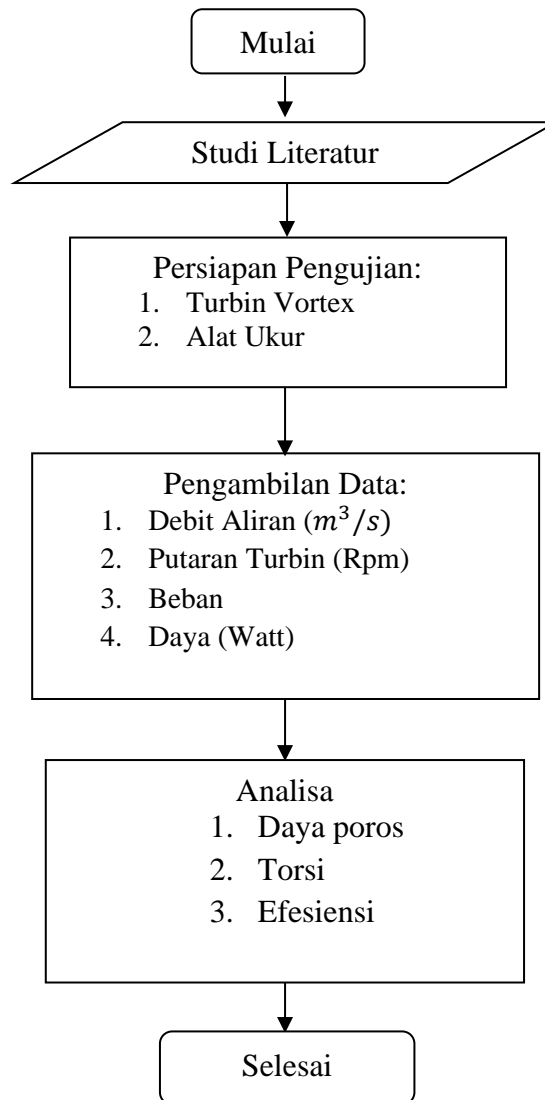 Mulai
Studi Literatur
Persiapan Pengujian:
1. Turbin Vortex
2. Alat Ukur
Pengambilan Data:
1. Debit Aliran (m³/s)
2. Putaran Turbin (Rpm)
3. Beban
4. Daya (Watt)
Analisa
1. Daya poros
2. Torsi
3. Efesiensi
Selesai